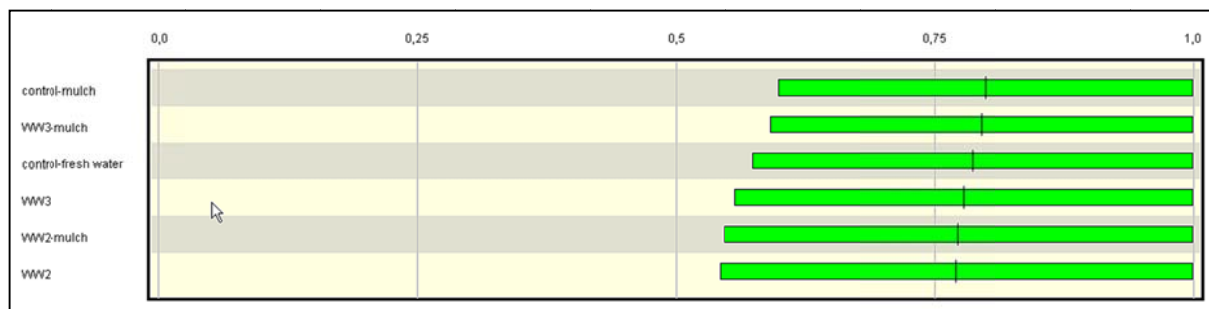 0,0 0,25 0,5 0,75 1,0
control-mulch
WW3-mulch
control-fresh water
WW3
WW2-mulch
WW2